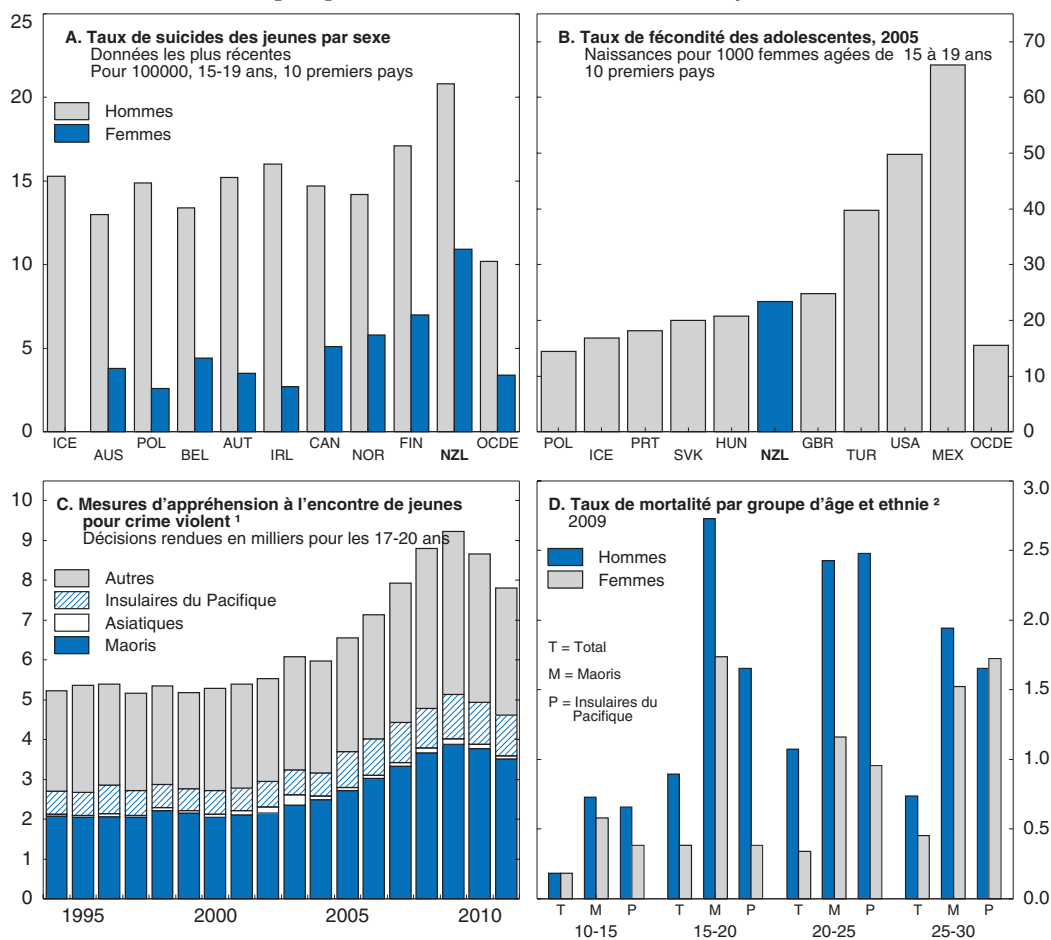 A. Taux de suicides des jeunes par sexe
Données les plus récentes
Pour 100000, 15-19 ans, 10 premiers pays
Hommes
Femmes
25
20
15
10
5
0
ICE
AUS
POL
BEL
AUT
IRL
CAN
NOR
FIN
NZL
OCDE
B. Taux de fécondité des adolescentes, 2005
Naissances pour 1000 femmes agées de 15 à 19 ans
10 premiers pays
70
60
50
40
30
20
10
0
POL
ICE
PRT
SVK
HUN
NZL
GBR
TUR
USA
MEX
OCDE
C. Mesures d'appréhension à l'encontre de jeunes
pour crime violent ¹
Décisions rendues en milliers pour les 17-20 ans
Autres
Insulaires du Pacifique
Asiatiques
Maoris
10
9
8
7
6
5
4
3
2
1
0
1995
2000
2005
2010
D. Taux de mortalité par groupe d'âge et ethnie ²
2009
Hommes
Femmes
T = Total
M = Maoris
P = Insulaires du
Pacifique
3.0
2.5
2.0
1.5
1.0
0.5
0.0
T M P T M P T M P T M P
10-15 15-20 20-25 25-30